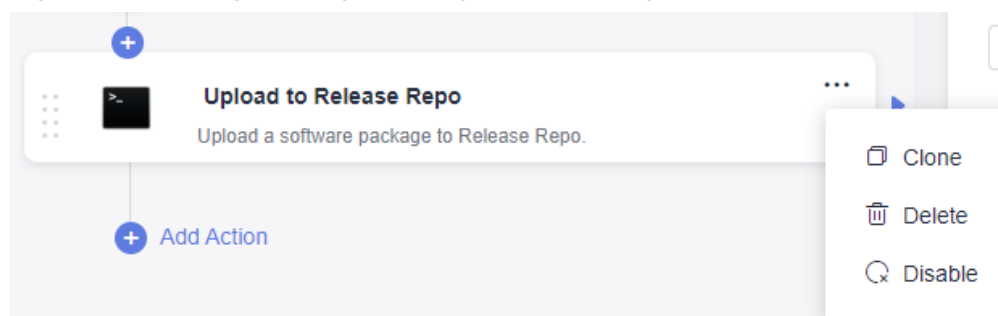 Upload to Release Repo
Upload a software package to Release Repo.
Clone
Delete
Disable
Add Action